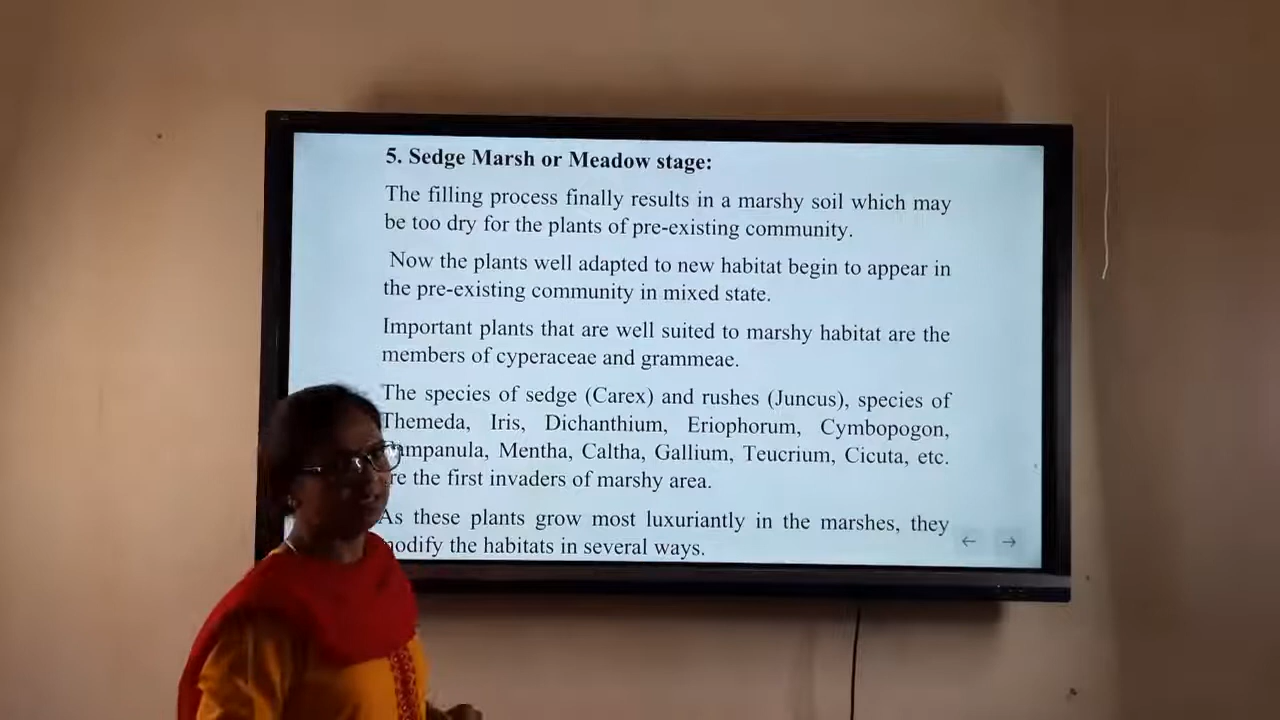 5. Sedge Marsh or Meadow stage:
The filling process finally results in a marshy soil which may
be too dry for the plants of pre-existing community.
Now the plants well adapted to new habitat begin to appear in
the pre-existing community in mixed state.
Important plants that are well suited to marshy habitat are the
members of cyperaceae and grammeae.
The species of sedge (Carex) and rushes (Juncus), species of
Themeda, Iris, Dichanthium, Eriophorum, Cymbopogon,
Mentha, Caltha, Gallium, Teucrium, Cicuta, etc.
the first invaders of marshy area.
As these plants grow most luxuriantly in the marshes, they
modify the habitats in several ways.